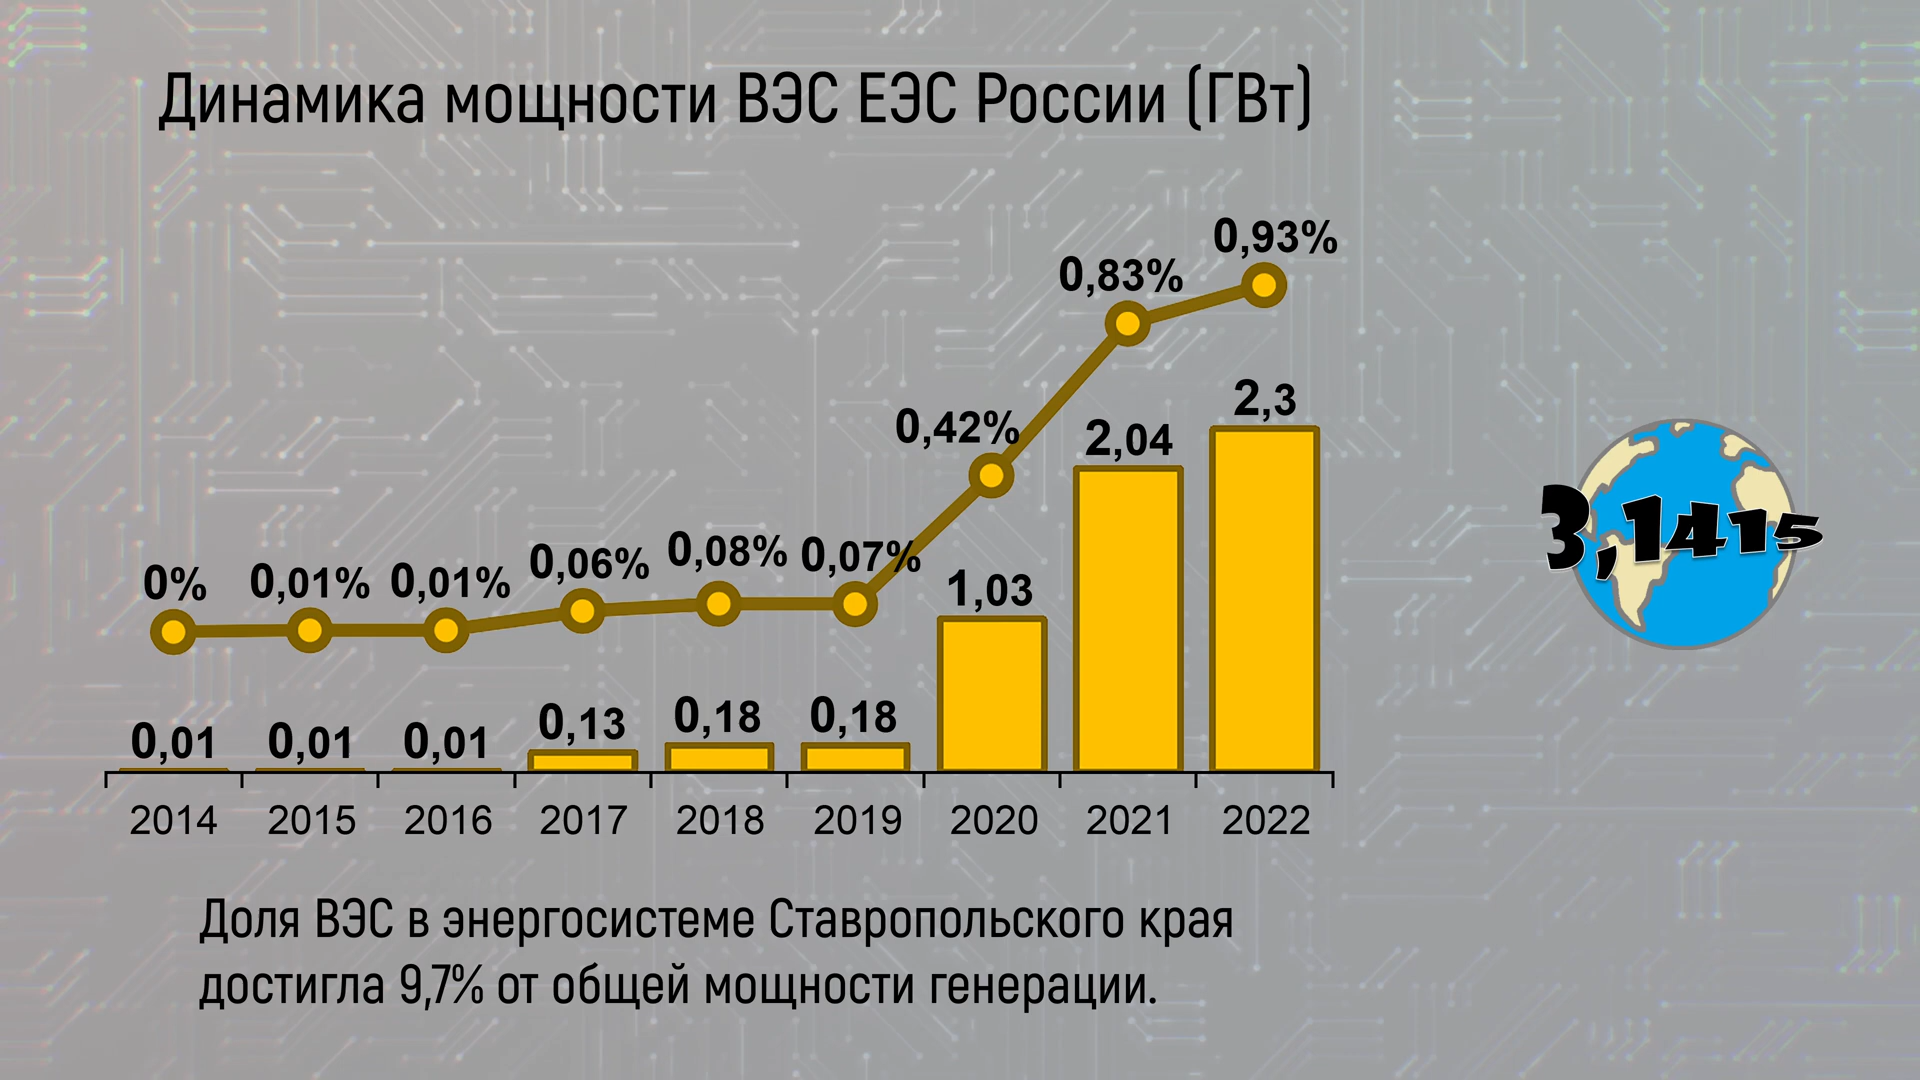 Динамика мощности ВЭС ЕЭС России (ГВт)
0% 0,01% 0,01% 0,06% 0,08% 0,07% 0,42% 0,83% 0,93%
0,01 0,01 0,01 0,13 0,18 0,18 1,03 2,04 2,3
2014 2015 2016 2017 2018 2019 2020 2021 2022
3,1415
Доля ВЭС в энергосистеме Ставропольского края
достигла 9,7% от общей мощности генерации.